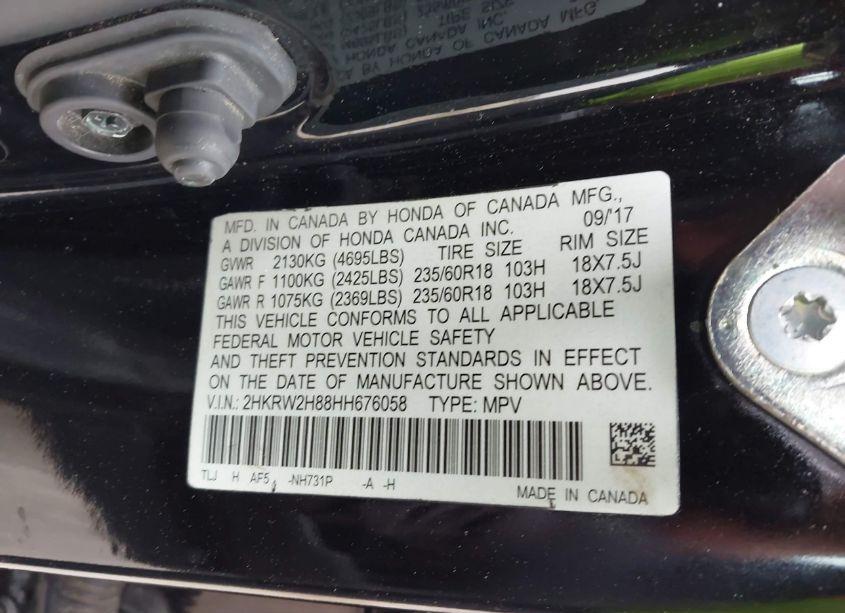 MFD. IN CANADA BY HONDA OF CANADA MFG.,
A DIVISION OF HONDA CANADA INC. 09/'17
GVWR 2130KG (4695LBS) TIRE SIZE RIM SIZE
GAWR F 1100KG (2425LBS) 235/60R18 103H 18X7.5J
GAWR R 1075KG (2369LBS) 235/60R18 103H 18X7.5J
THIS VEHICLE CONFORMS TO ALL APPLICABLE
FEDERAL MOTOR VEHICLE SAFETY
AND THEFT PREVENTION STANDARDS IN EFFECT
ON THE DATE OF MANUFACTURE SHOWN ABOVE.
V.I.N.: 2HKRW2H88HH676058 TYPE: MPV
TLJ H AF5 -NH731P -A -H
MADE IN CANADA